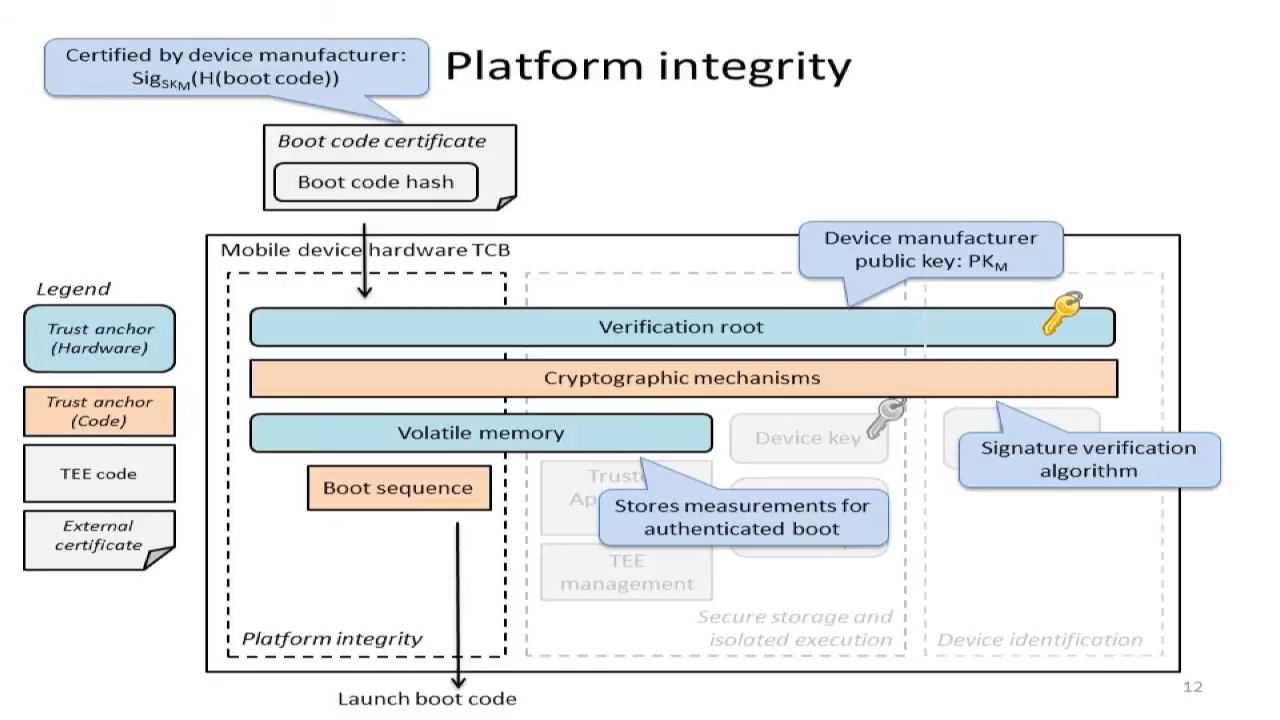 Certified by device manufacturer:
Sig_SK_M(H(boot code))
Platform integrity
Boot code certificate
Boot code hash
Mobile device hardware TCB
Device manufacturer
public key: PK_M
Legend
Trust anchor
(Hardware)
Trust anchor
(Code)
TEE code
External
certificate
Verification root
Cryptographic mechanisms
Volatile memory
Device key
Boot sequence
Signature verification
algorithm
Stores measurements for
authenticated boot
TEE
management
Secure storage and
isolated execution
Platform integrity
Device identification
Launch boot code
12